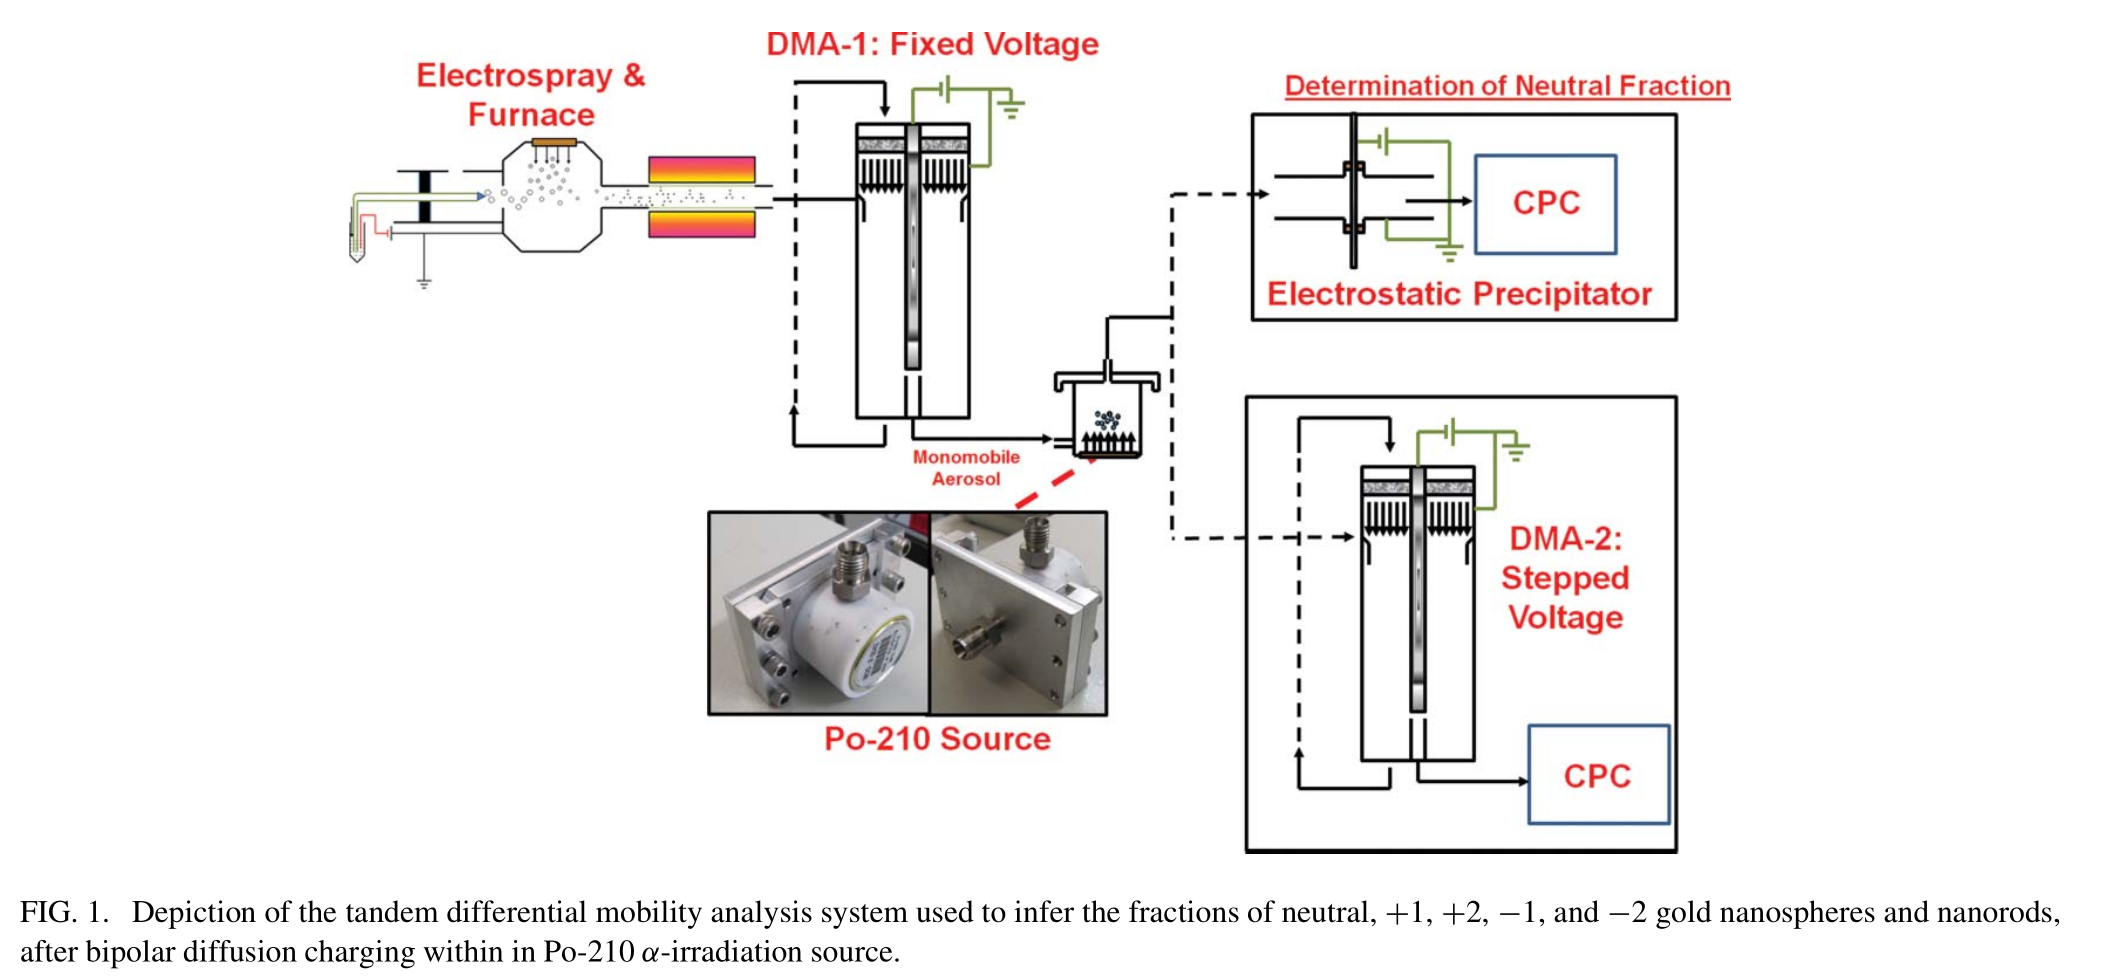 DMA-1: Fixed Voltage
Electrospray &
Furnace
Determination of Neutral Fraction
CPC
Electrostatic Precipitator
Monomobile
Aerosol
DMA-2:
Stepped
Voltage
Po-210 Source
CPC
FIG. 1. Depiction of the tandem differential mobility analysis system used to infer the fractions of neutral, +1, +2, −1, and −2 gold nanospheres and nanorods,
after bipolar diffusion charging within in Po-210 α-irradiation source.